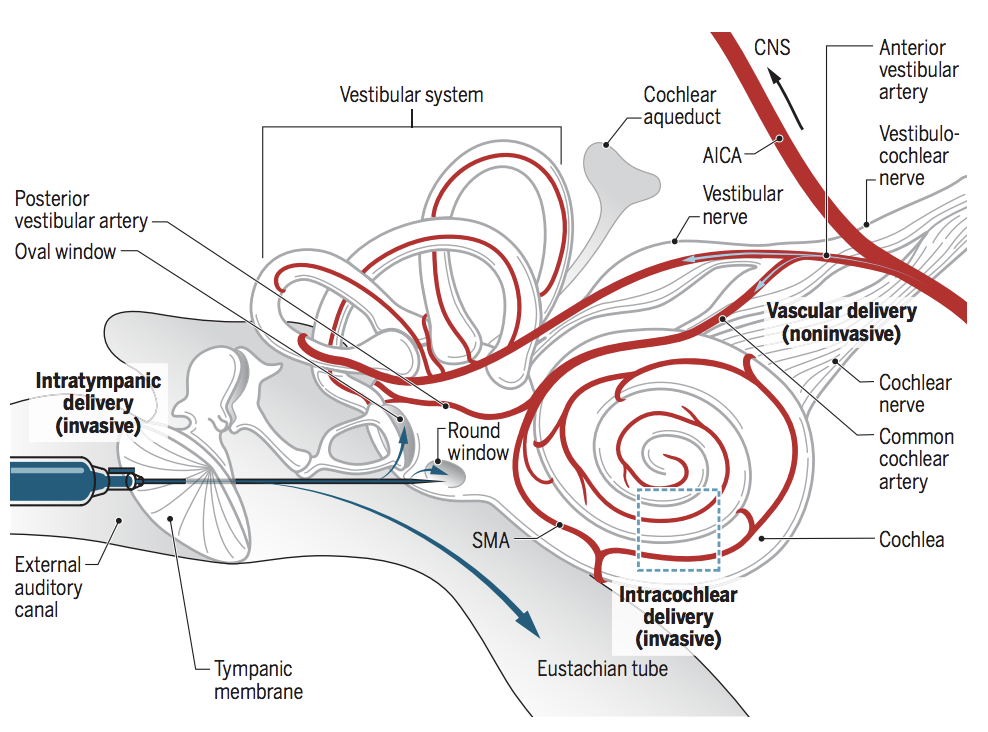 CNS
Anterior
vestibular
artery
Vestibular system
Cochlear
aqueduct
AICA
Vestibulo-
cochlear
nerve
Vestibular
nerve
Posterior
vestibular artery
Oval window
Vascular delivery
(noninvasive)
Intratympanic
delivery
(invasive)
Cochlear
nerve
Round
window
Common
cochlear
artery
SMA
Cochlea
External
auditory
canal
Intracochlear
delivery
(invasive)
Eustachian tube
Tympanic
membrane